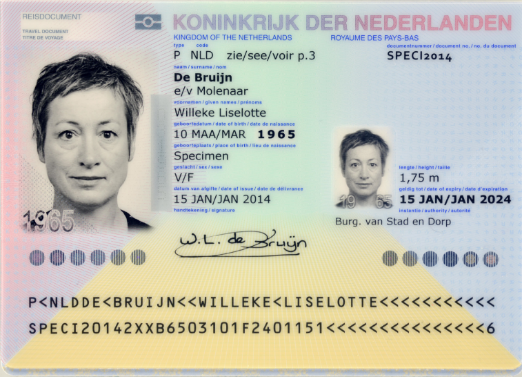 REISDOCUMENT
TRAVEL DOCUMENT
TITRE DE VOYAGE
KONINKRIJK DER NEDERLANDEN
KINGDOM OF THE NETHERLANDS ROYAUME DES PAYS-BAS
type code documentnummer / document no. / no. du document
P NLD zie/see/voir p.3 SPECI2014
naam / surname / nom
De Bruijn
e/v Molenaar
voornamen / given names / prénoms
Willeke Liselotte
geboortedatum / date of birth / date de naissance
10 MAA/MAR 1965
geboorteplaats / place of birth / lieu de naissance
Specimen
geslacht / sex / sexe lengte / height / taille
V/F 1,75 m
datum van afgifte / date of issue / date de délivrance geldig tot / date of expiry / date d'expiration
15 JAN/JAN 2014 15 JAN/JAN 2024
handtekening / signature instantie / authority / autorité
Burg. van Stad en Dorp
1965
1965
W.L. de Bruijn
P<NLDDE<BRUIJN<<WILLEKE<LISELOTTE<<<<<<<<<<<
SPECI20142XXB6503101F2401151<<<<<<<<<<<<<<<6